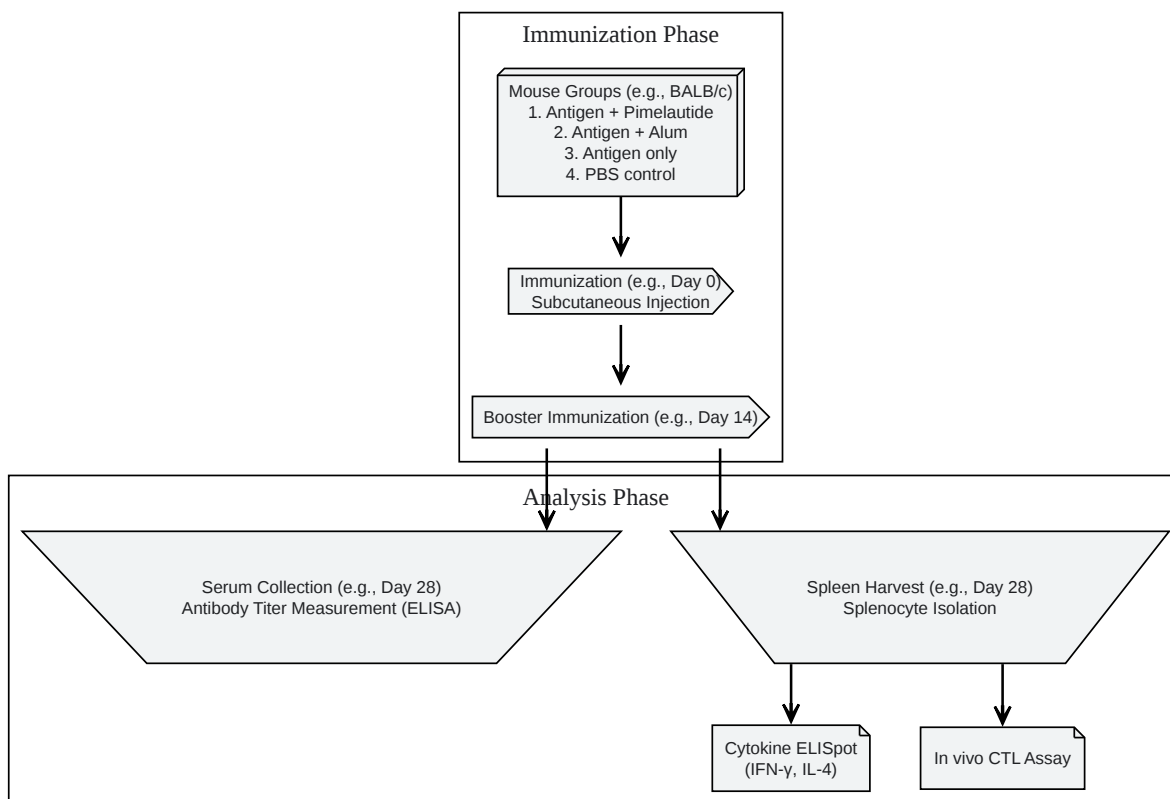 Immunization Phase
Mouse Groups (e.g., BALB/c)
1. Antigen + Pimelautide
2. Antigen + Alum
3. Antigen only
4. PBS control
Immunization (e.g., Day 0)
Subcutaneous Injection
Booster Immunization (e.g., Day 14)
Analysis Phase
Serum Collection (e.g., Day 28)
Antibody Titer Measurement (ELISA)
Spleen Harvest (e.g., Day 28)
Splenocyte Isolation
Cytokine ELISpot
(IFN-γ, IL-4)
In vivo CTL Assay